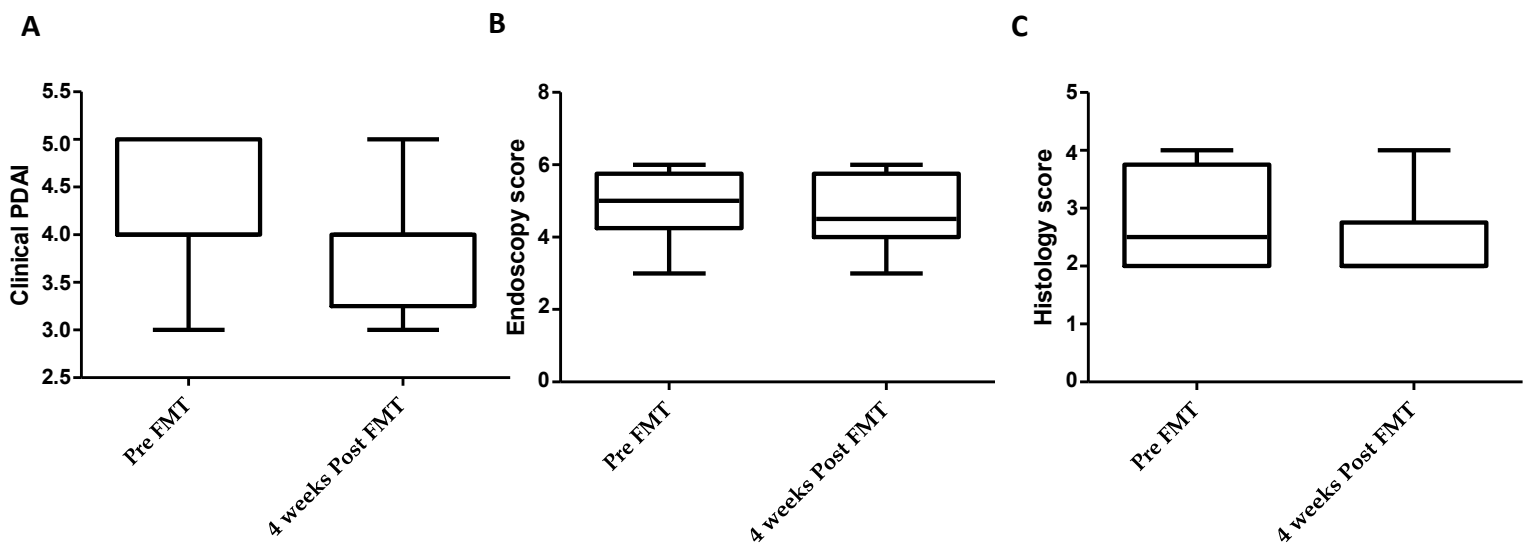 A
Clinical PDAI
5.5
5.0
4.5
4.0
3.5
3.0
2.5
Pre FMT
4 weeks Post FMT
B
Endoscopy score
8
6
4
2
0
Pre FMT
4 weeks Post FMT
C
Histology score
5
4
3
2
1
0
Pre FMT
4 weeks Post FMT